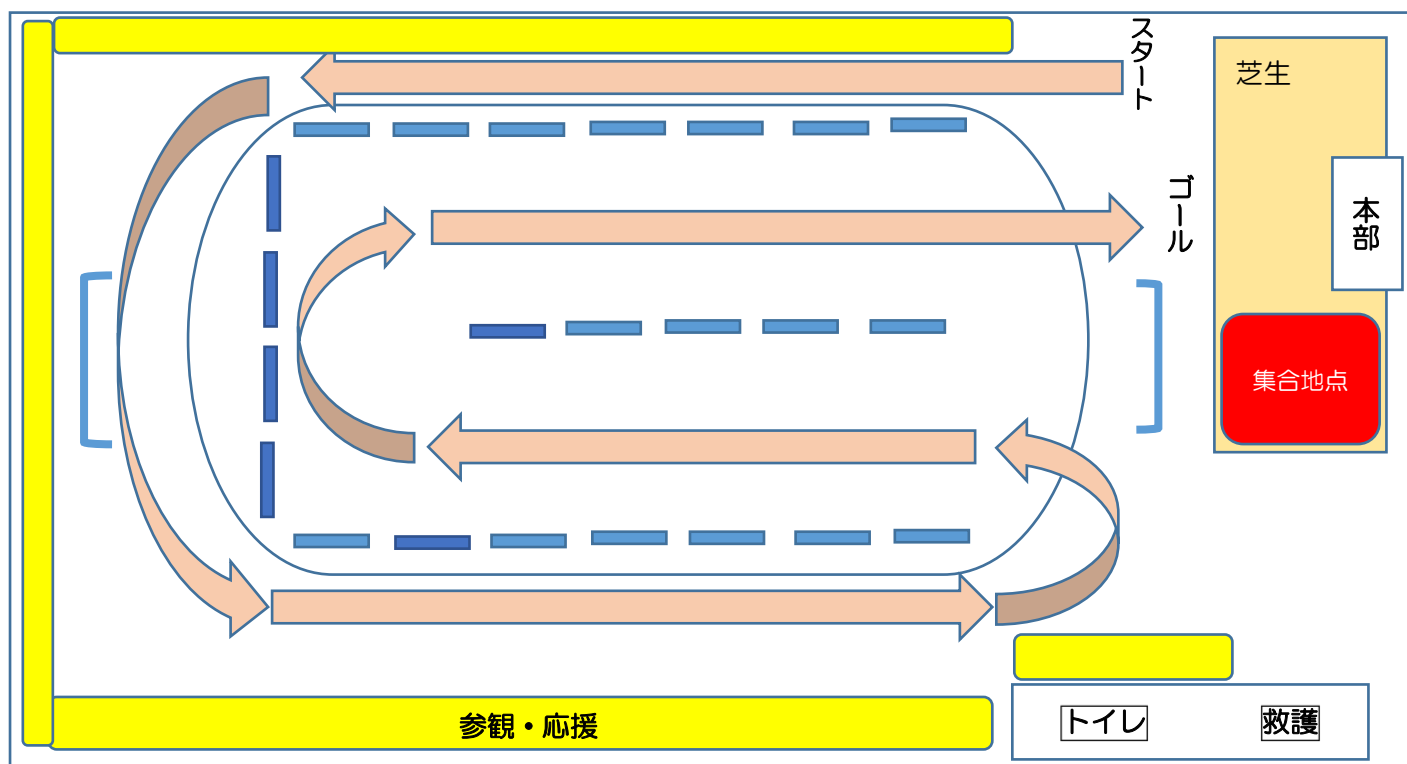 スタート
芝生
ゴール
本部
集合地点
参観・応援
トイレ
救護